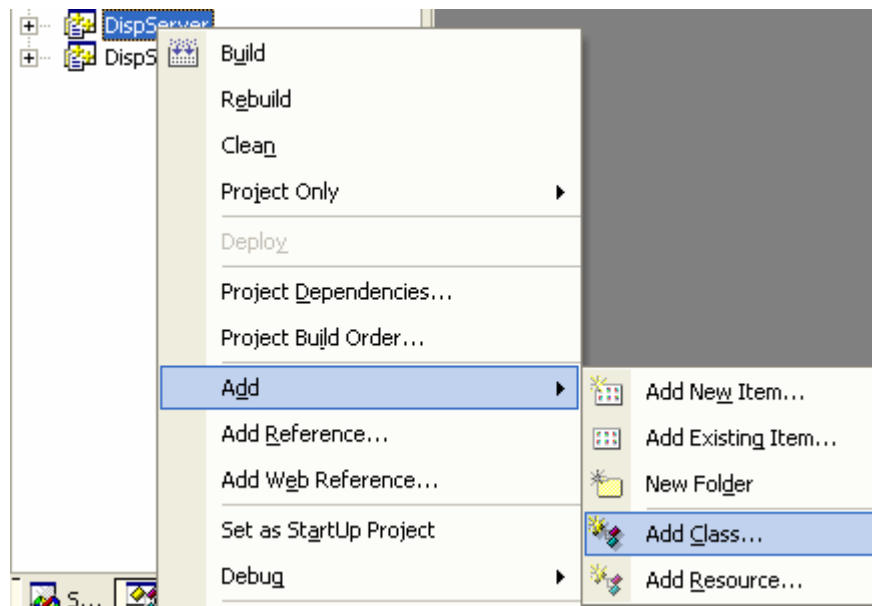 DispServer
DispS
Build
Rebuild
Clean
Project Only
Deploy
Project Dependencies...
Project Build Order...
Add
Add New Item...
Add Reference...
Add Existing Item...
Add Web Reference...
New Folder
Set as StartUp Project
Add Class...
Debug
Add Resource...
S...